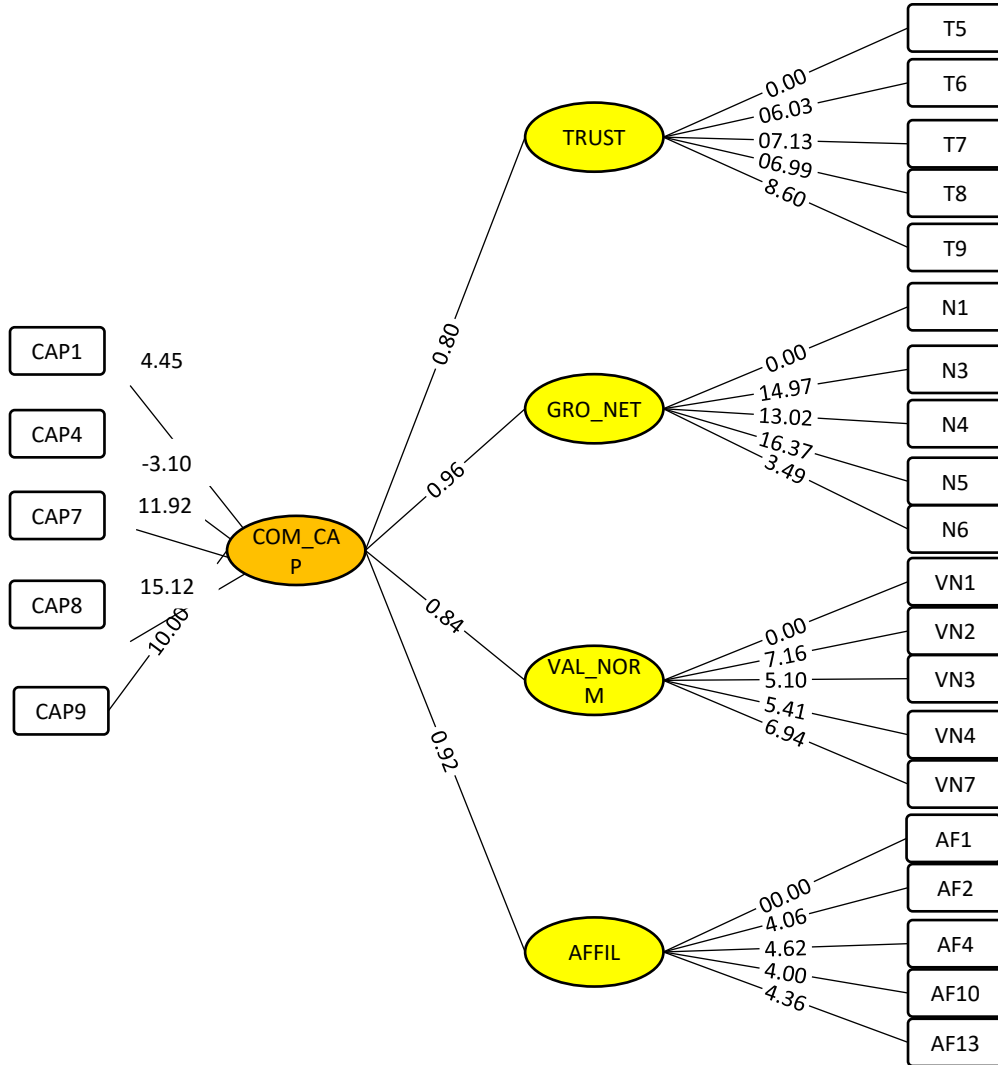 T5
0.00
T6
06.03
TRUST
07.13
T7
06.99
T8
8.60
T9
N1
0.80
CAP1
4.45
0.00
N3
14.97
GRO_NET
13.02
N4
CAP4
16.37
-3.10
0.96
3.49
N5
CAP7
11.92
N6
COM_CA
P
VN1
15.12
CAP8
10.00
0.84
0.00
VN2
7.16
VAL_NOR
M
5.10
VN3
CAP9
5.41
6.94
VN4
0.92
VN7
AF1
00.00
AF2
4.06
AFFIL
4.62
AF4
4.00
4.36
AF10
AF13